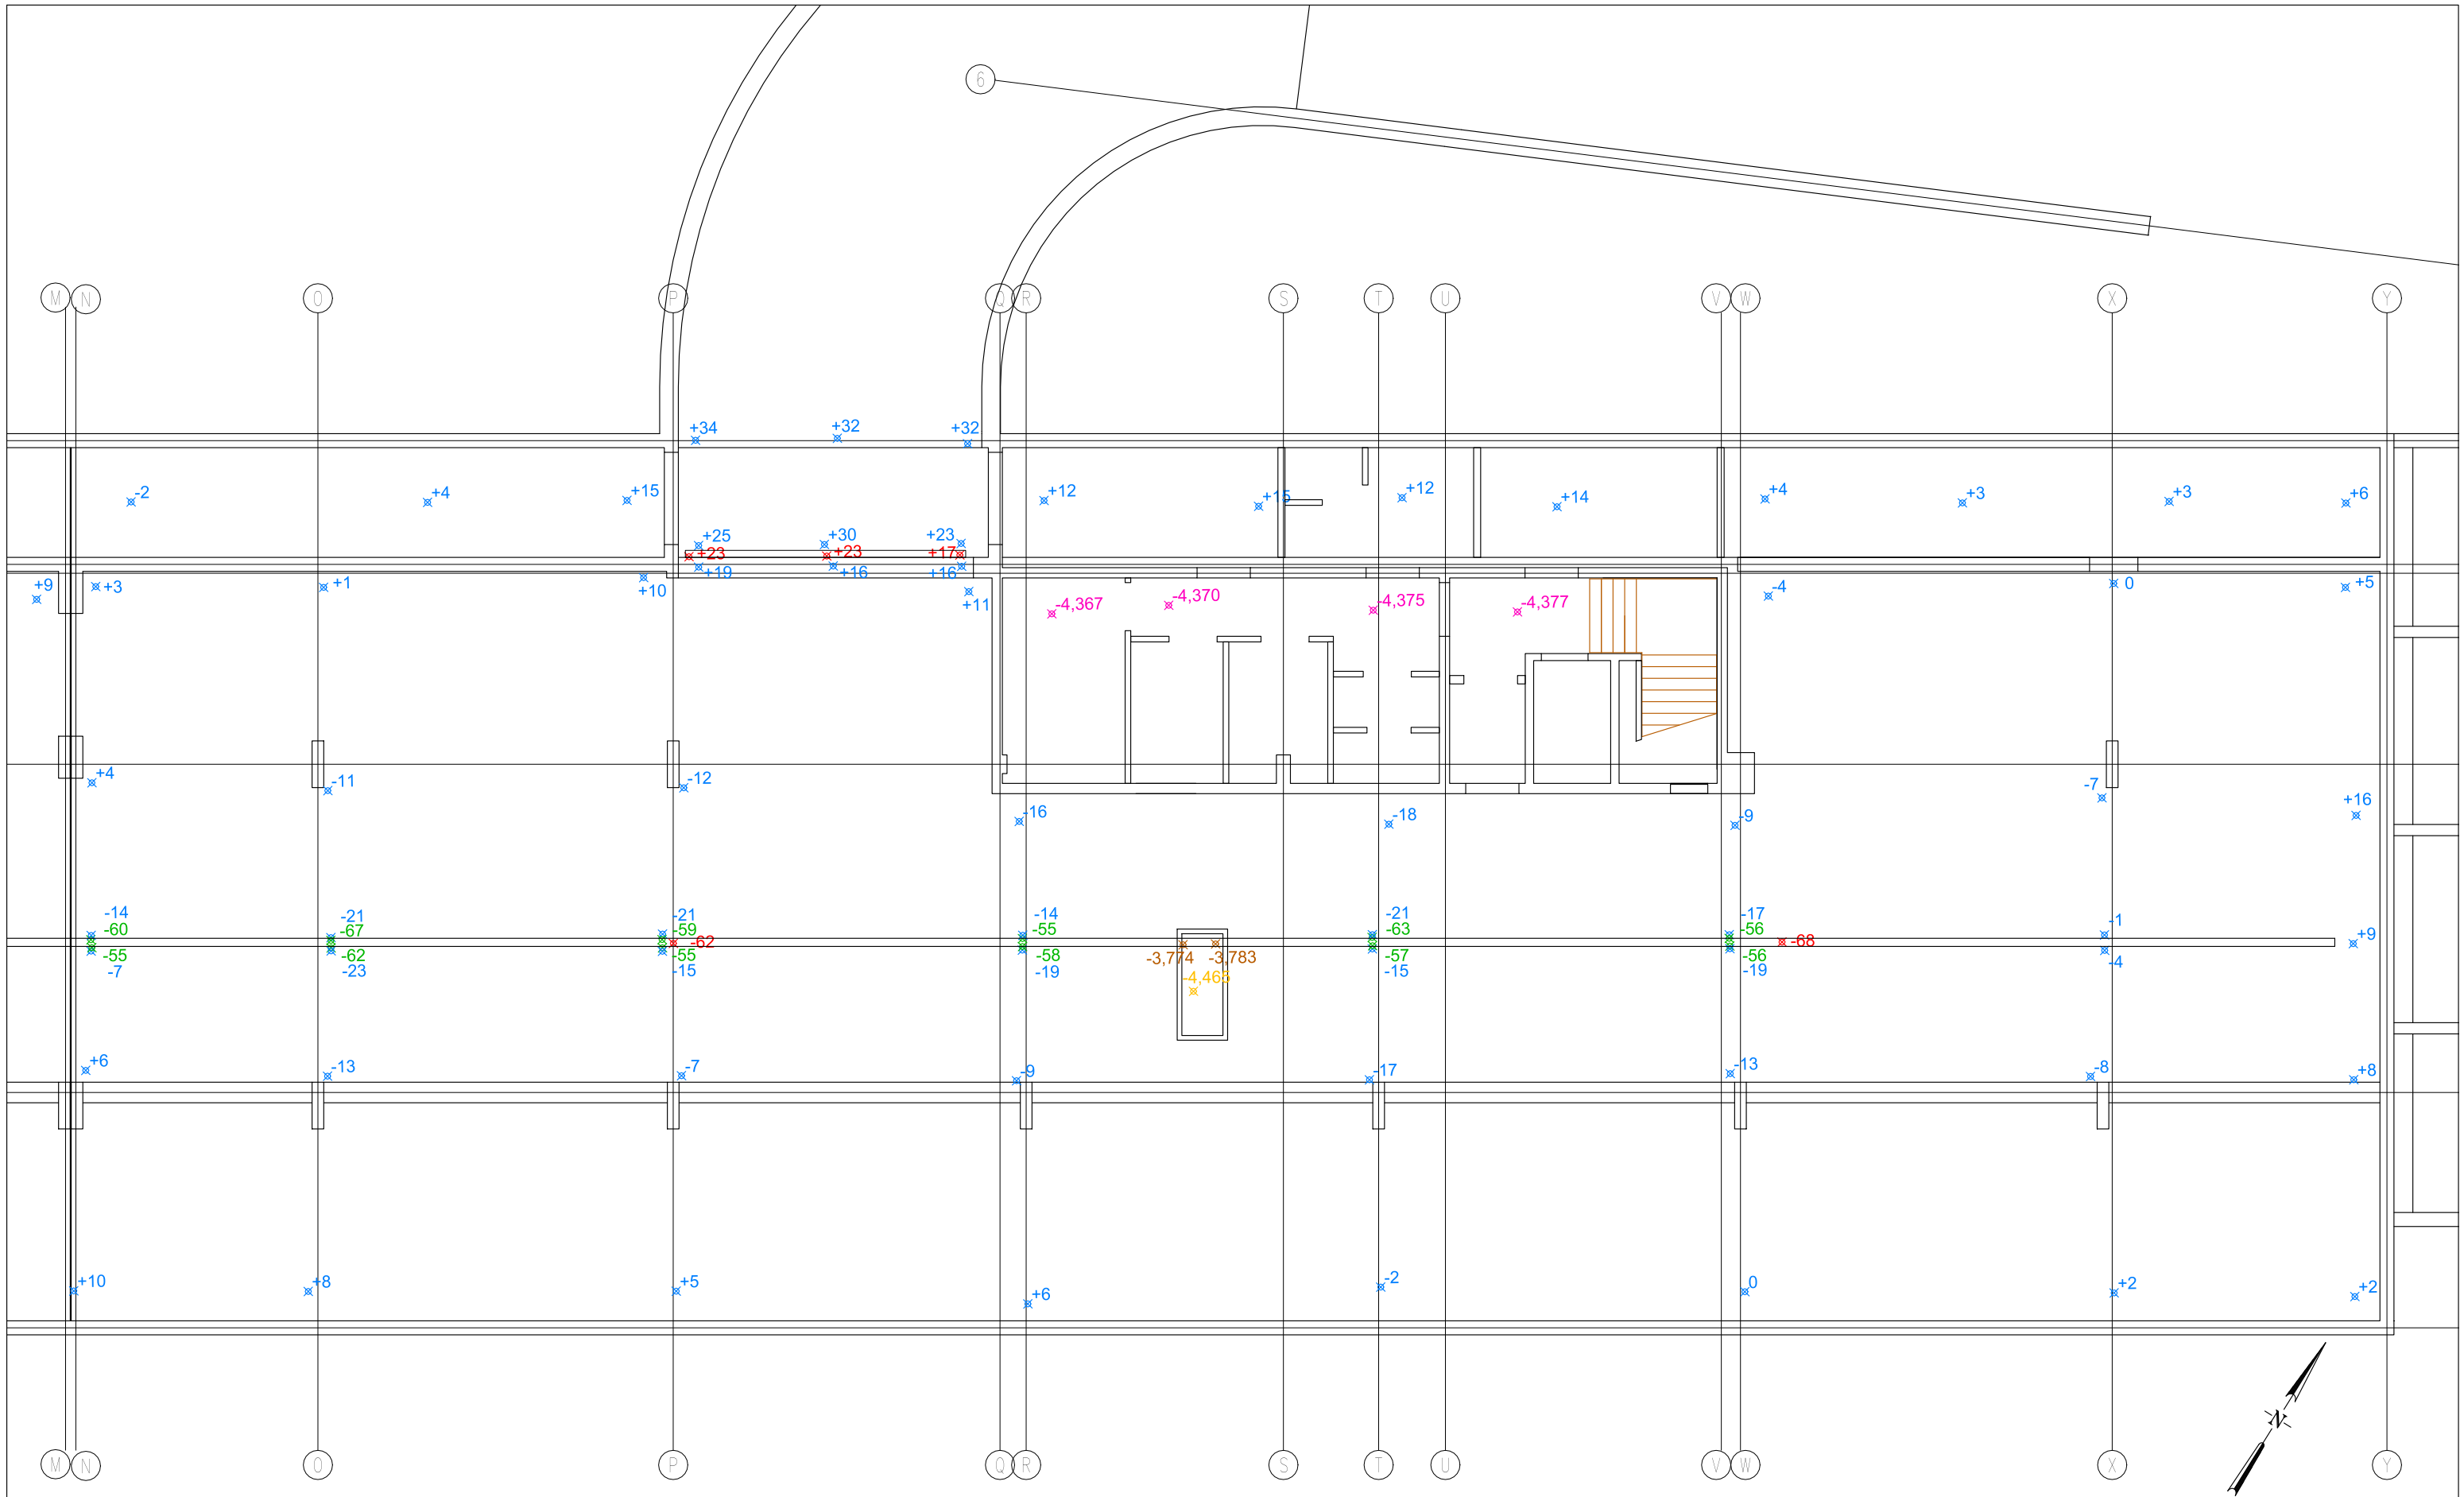 6
M N O P Q R S T U V W X Y
+34 +32 +32
-2 +4 +15 +12 +15 +12 +14 +4 +3 +3 +6
+25 +30 +23
+23 +23 +17
+19 +16 +16
+9 +3 +1 +10 +11 -4 0 +5
-4,367 -4,370 -4,375 -4,377
+4 -11 -12 -7 +16
-16 -18 -9
-14 -21 -21 -14 -21 -17 -1
-60 -67 -59 -55 -63 -56
-62 -68 +9
-55 -62 -55 -58 -57 -56 -4
-7 -23 -15 -19 -15 -19
-3,774 -3,783
-4,465
+6 -13 -7 -9 -17 -13 -8 +8
+10 +8 +5 +6 -2 0 +2 +2
-N-
M N O P Q R S T U V W X Y